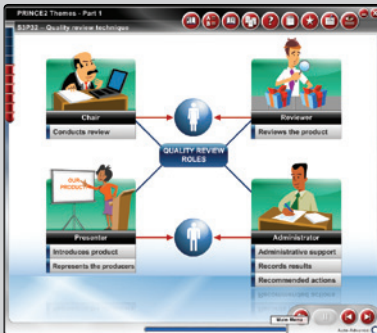 PRINCE2 Themes - Part 1
S3P32 – Quality review technique
Chair
Conducts review
Reviewer
Reviews the product
QUALITY REVIEW
ROLES
OUR
PRODUCT
Presenter
Introduces product
Represents the producers
Administrator
Administrative support
Records results
Recommended actions
Main Menu